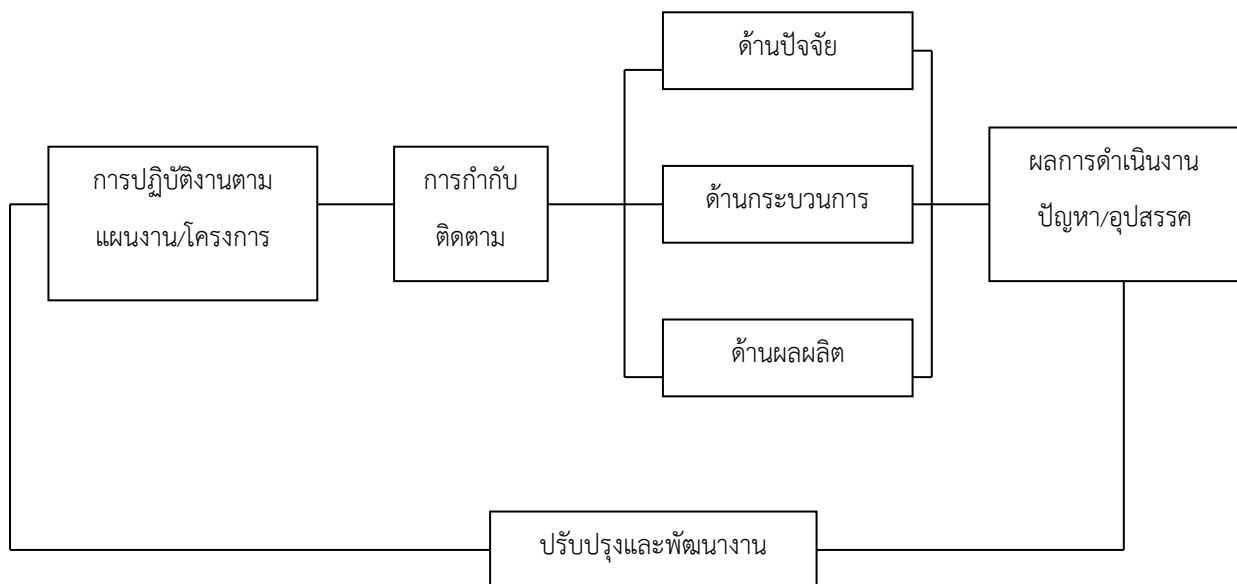 ด้านปัจจัย
การปฏิบัติงานตาม
แผนงาน/โครงการ
การกำกับ
ติดตาม
ด้านกระบวนการ
ผลการดำเนินงาน
ปัญหา/อุปสรรค
ด้านผลผลิต
ปรับปรุงและพัฒนางาน